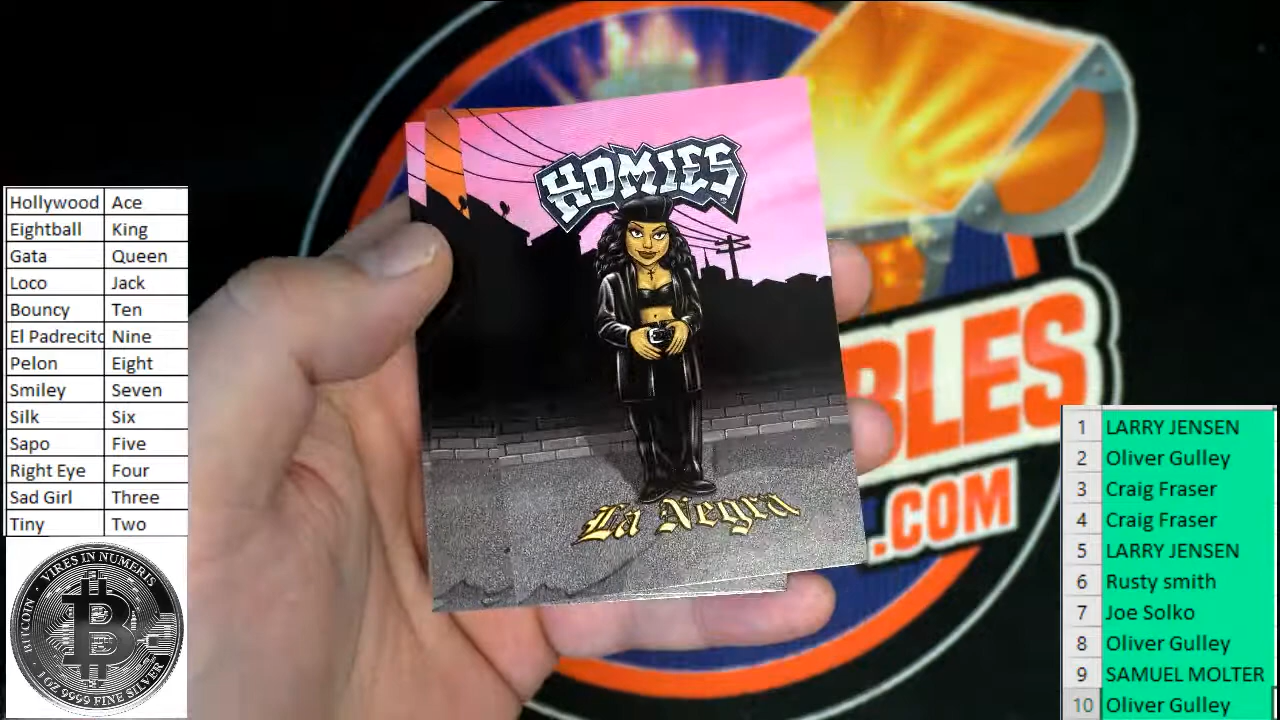 Hollywood Ace
Eightball King
Gata Queen
Loco Jack
Bouncy Ten
El Padrecito Nine
Pelon Eight
Smiley Seven
Silk Six
Sapo Five
Right Eye Four
Sad Girl Three
Tiny Two
VIRES IN NUMERIS
BITCOIN
1 OZ 9999 FINE SILVER
HOMIES
La Negra
BLES
.COM
1 LARRY JENSEN
2 Oliver Gulley
3 Craig Fraser
4 Craig Fraser
5 LARRY JENSEN
6 Rusty smith
7 Joe Solko
8 Oliver Gulley
9 SAMUEL MOLTER
10 Oliver Gulley